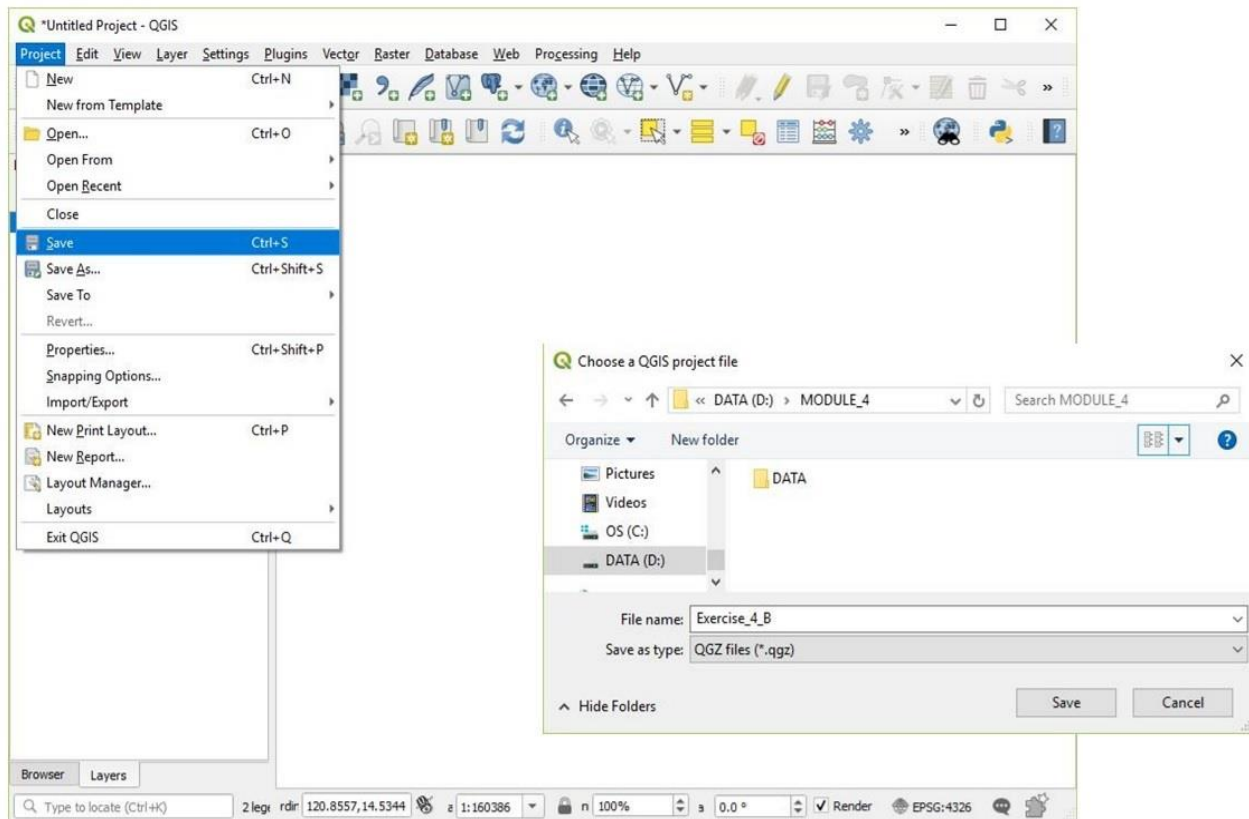 *Untitled Project - QGIS
Project Edit View Layer Settings Plugins Vector Raster Database Web Processing Help
New Ctrl+N
New from Template
Open... Ctrl+O
Open From
Open Recent
Close
Save Ctrl+S
Save As... Ctrl+Shift+S
Save To
Revert...
Properties... Ctrl+Shift+P
Snapping Options...
Import/Export
New Print Layout... Ctrl+P
New Report...
Layout Manager...
Layouts
Exit QGIS Ctrl+Q
Choose a QGIS project file
« DATA (D:) › MODULE_4 Search MODULE_4
Organize New folder
Pictures
Videos
OS (C:)
DATA (D:)
DATA
File name: Exercise_4_B
Save as type: QGZ files (*.qgz)
Hide Folders Save Cancel
Browser Layers
Type to locate (Ctrl+K) 2 lege rdir 120.8557,14.5344 1:160386 n 100% 0.0 ° Render EPSG:4326